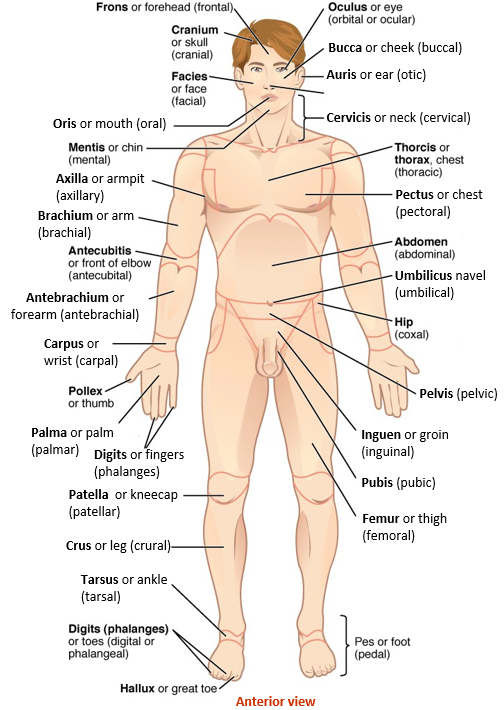 Frons or forehead (frontal)
Cranium
or skull
(cranial)
Facies
or face
(facial)
Oris or mouth (oral)
Mentis or chin
(mental)
Axilla or armpit
(axillary)
Brachium or arm
(brachial)
Antecubitis
or front of elbow
(antecubital)
Antebrachium or
forearm (antebrachial)
Carpus or
wrist (carpal)
Pollex
or thumb
Palma or palm
(palmar)
Digits or fingers
(phalanges)
Patella or kneecap
(patellar)
Crus or leg (crural)
Tarsus or ankle
(tarsal)
Digits (phalanges)
or toes (digital or
phalangeal)
Hallux or great toe
Oculus or eye
(orbital or ocular)
Bucca or cheek (buccal)
Auris or ear (otic)
Cervicis or neck (cervical)
Thorcis or
thorax, chest
(thoracic)
Pectus or chest
(pectoral)
Abdomen
(abdominal)
Umbilicus navel
(umbilical)
Hip
(coxal)
Pelvis (pelvic)
Inguen or groin
(inguinal)
Pubis (pubic)
Femur or thigh
(femoral)
Pes or foot
(pedal)
Anterior view